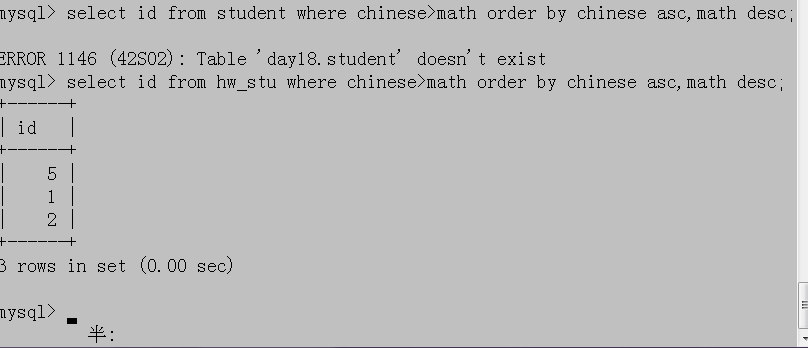 mysql> select id from student where chinese>math order by chinese asc,math desc;
ERROR 1146 (42S02): Table 'day18.student' doesn't exist
mysql> select id from hw_stu where chinese>math order by chinese asc,math desc;
+------+
| id   |
+------+
|    5 |
|    1 |
|    2 |
+------+
3 rows in set (0.00 sec)
mysql>
半: